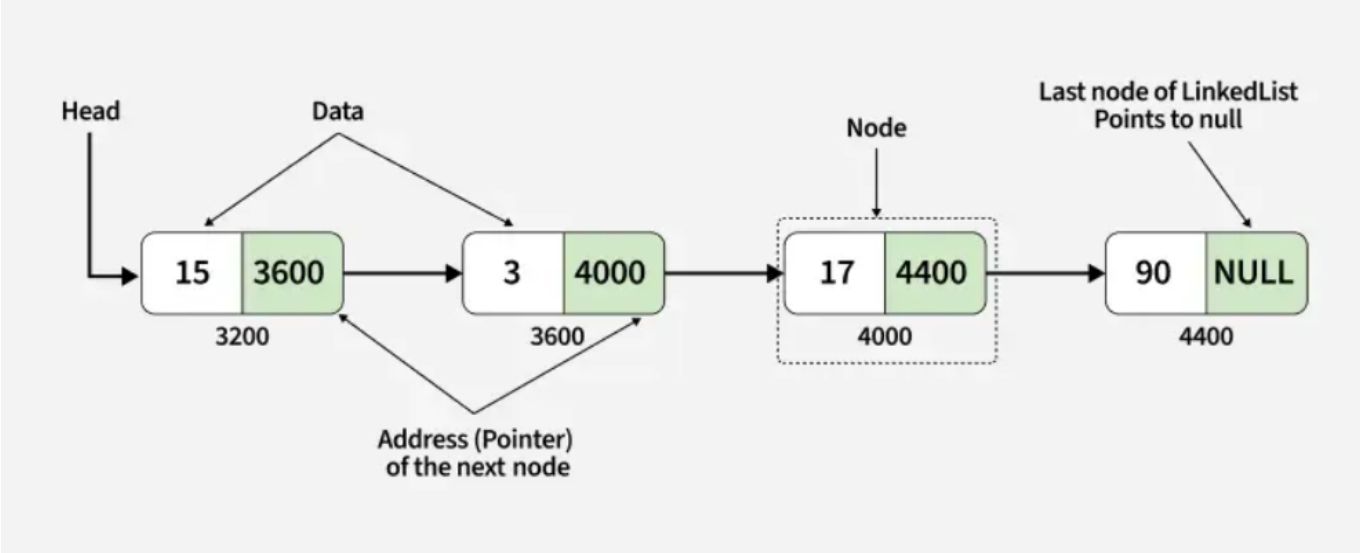 Head
Data
Node
Last node of LinkedList
Points to null
15 3600
3 4000
17 4400
90 NULL
3200
3600
4000
4400
Address (Pointer)
of the next node